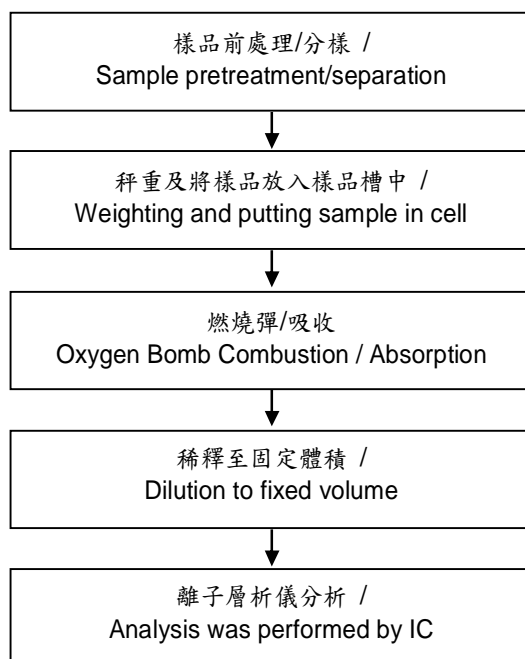 樣品前處理/分樣 /
Sample pretreatment/separation
秤重及將樣品放入樣品槽中 /
Weighting and putting sample in cell
燃燒彈/吸收
Oxygen Bomb Combustion / Absorption
稀釋至固定體積 /
Dilution to fixed volume
離子層析儀分析 /
Analysis was performed by IC